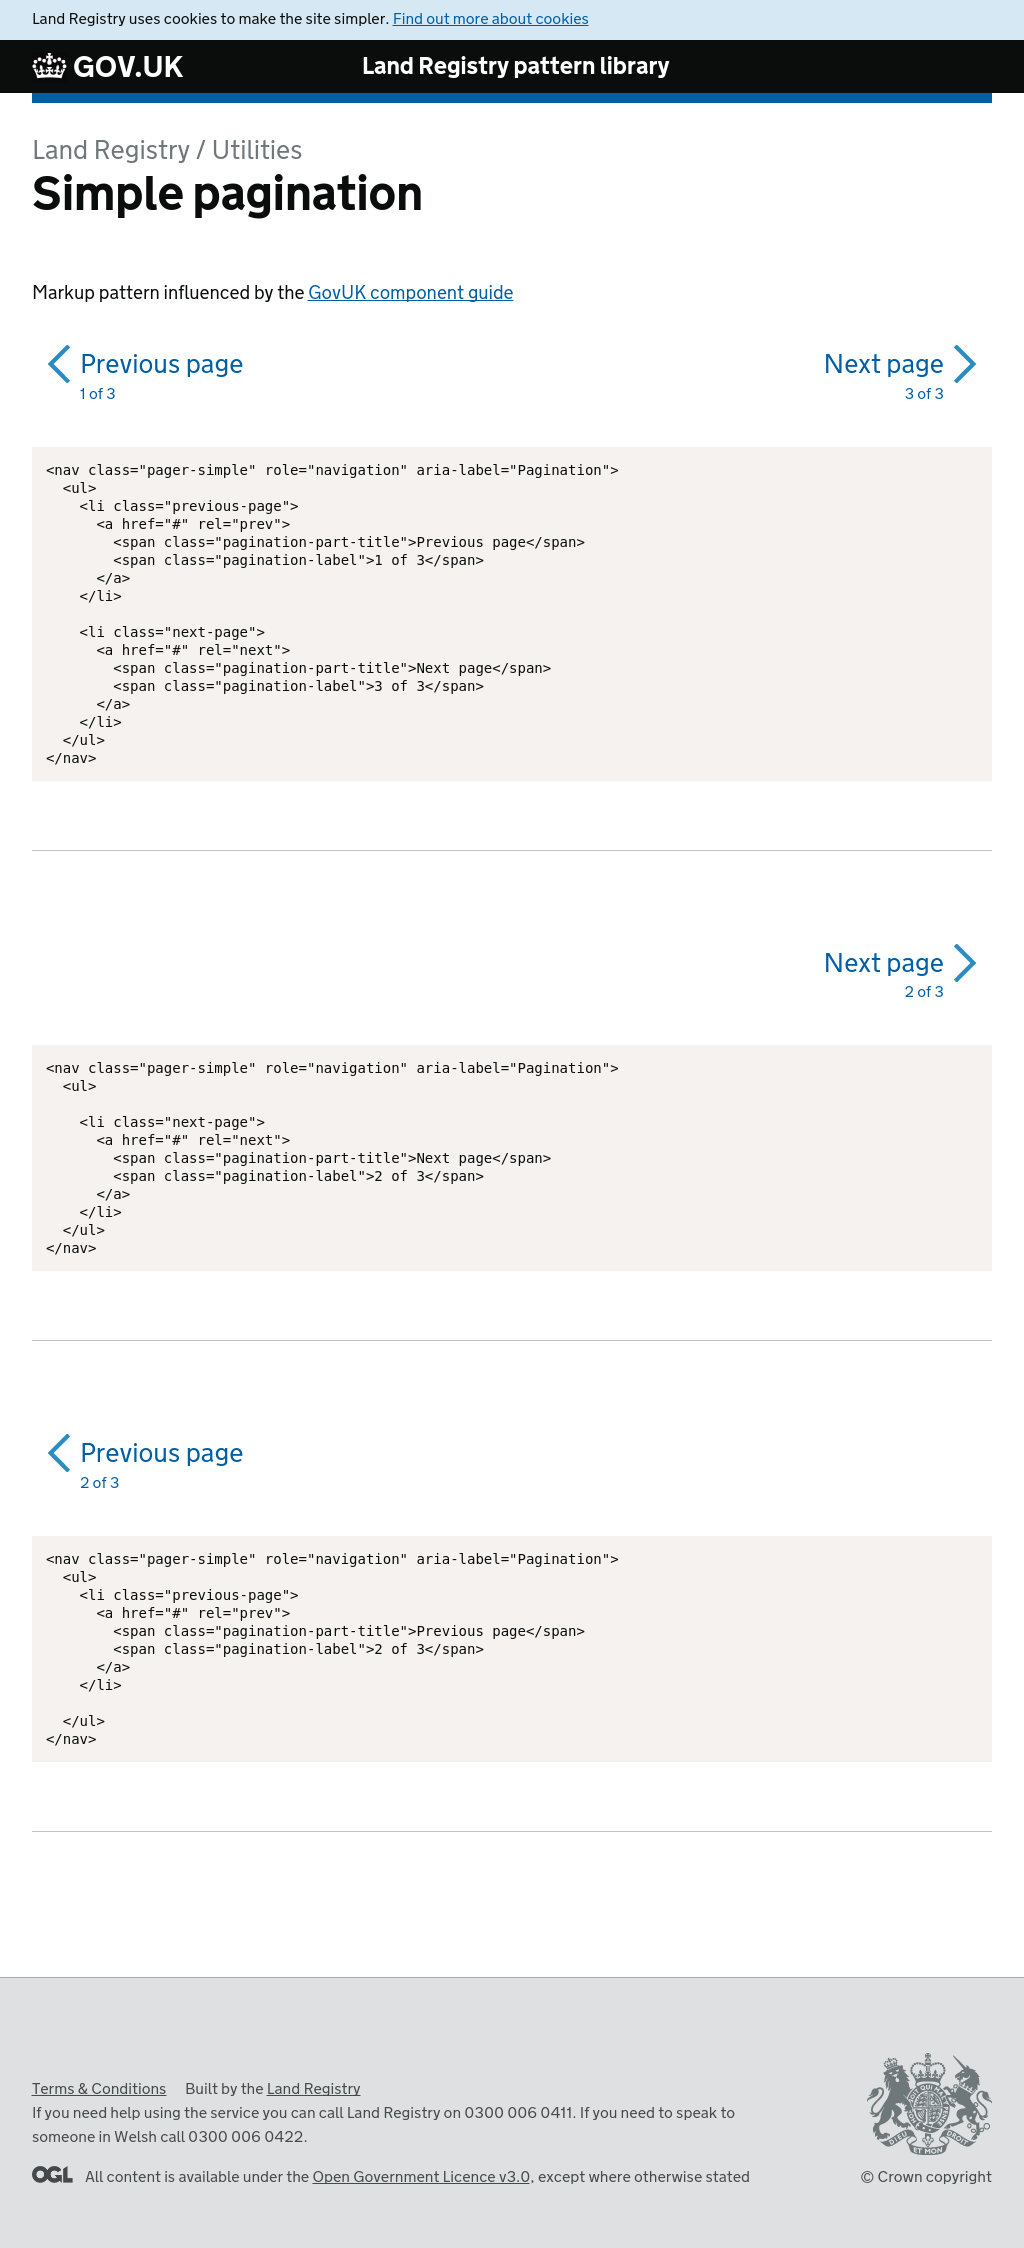 Land Registry uses cookies to make the site simpler. Find out more about cookies
GOV.UK
Land Registry pattern library
Land Registry / Utilities
Simple pagination
Markup pattern influenced by the GovUK component guide
Previous page
1 of 3
Next page
3 of 3
<nav class="pager-simple" role="navigation" aria-label="Pagination">
  <ul>
    <li class="previous-page">
      <a href="#" rel="prev">
        <span class="pagination-part-title">Previous page</span>
        <span class="pagination-label">1 of 3</span>
      </a>
    </li>
    <li class="next-page">
      <a href="#" rel="next">
        <span class="pagination-part-title">Next page</span>
        <span class="pagination-label">3 of 3</span>
      </a>
    </li>
  </ul>
</nav>
Next page
2 of 3
<nav class="pager-simple" role="navigation" aria-label="Pagination">
  <ul>
    <li class="next-page">
      <a href="#" rel="next">
        <span class="pagination-part-title">Next page</span>
        <span class="pagination-label">2 of 3</span>
      </a>
    </li>
  </ul>
</nav>
Previous page
2 of 3
<nav class="pager-simple" role="navigation" aria-label="Pagination">
  <ul>
    <li class="previous-page">
      <a href="#" rel="prev">
        <span class="pagination-part-title">Previous page</span>
        <span class="pagination-label">2 of 3</span>
      </a>
    </li>
  </ul>
</nav>
Terms & Conditions Built by the Land Registry
If you need help using the service you can call Land Registry on 0300 006 0411. If you need to speak to
someone in Welsh call 0300 006 0422.
OGL All content is available under the Open Government Licence v3.0, except where otherwise stated
DIEU ET MON DROIT
© Crown copyright